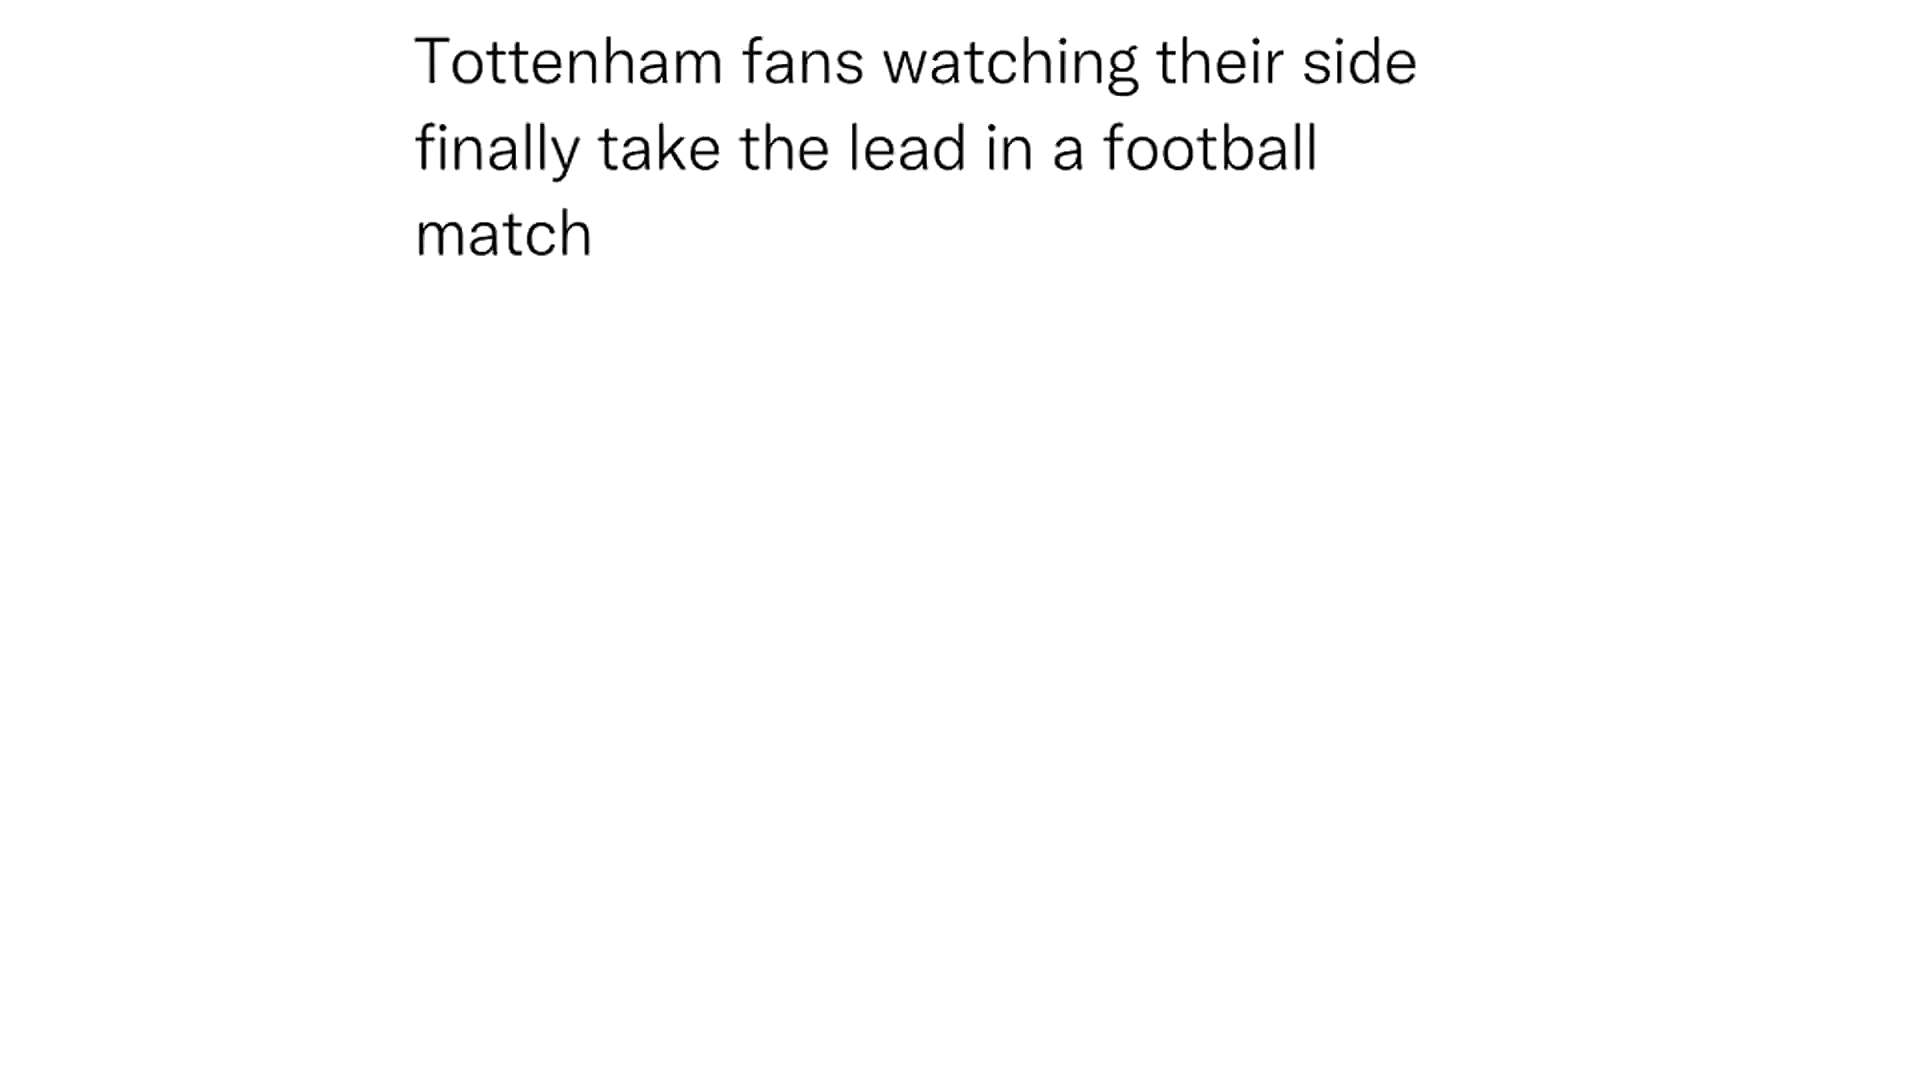 Tottenham fans watching their side
finally take the lead in a football
match